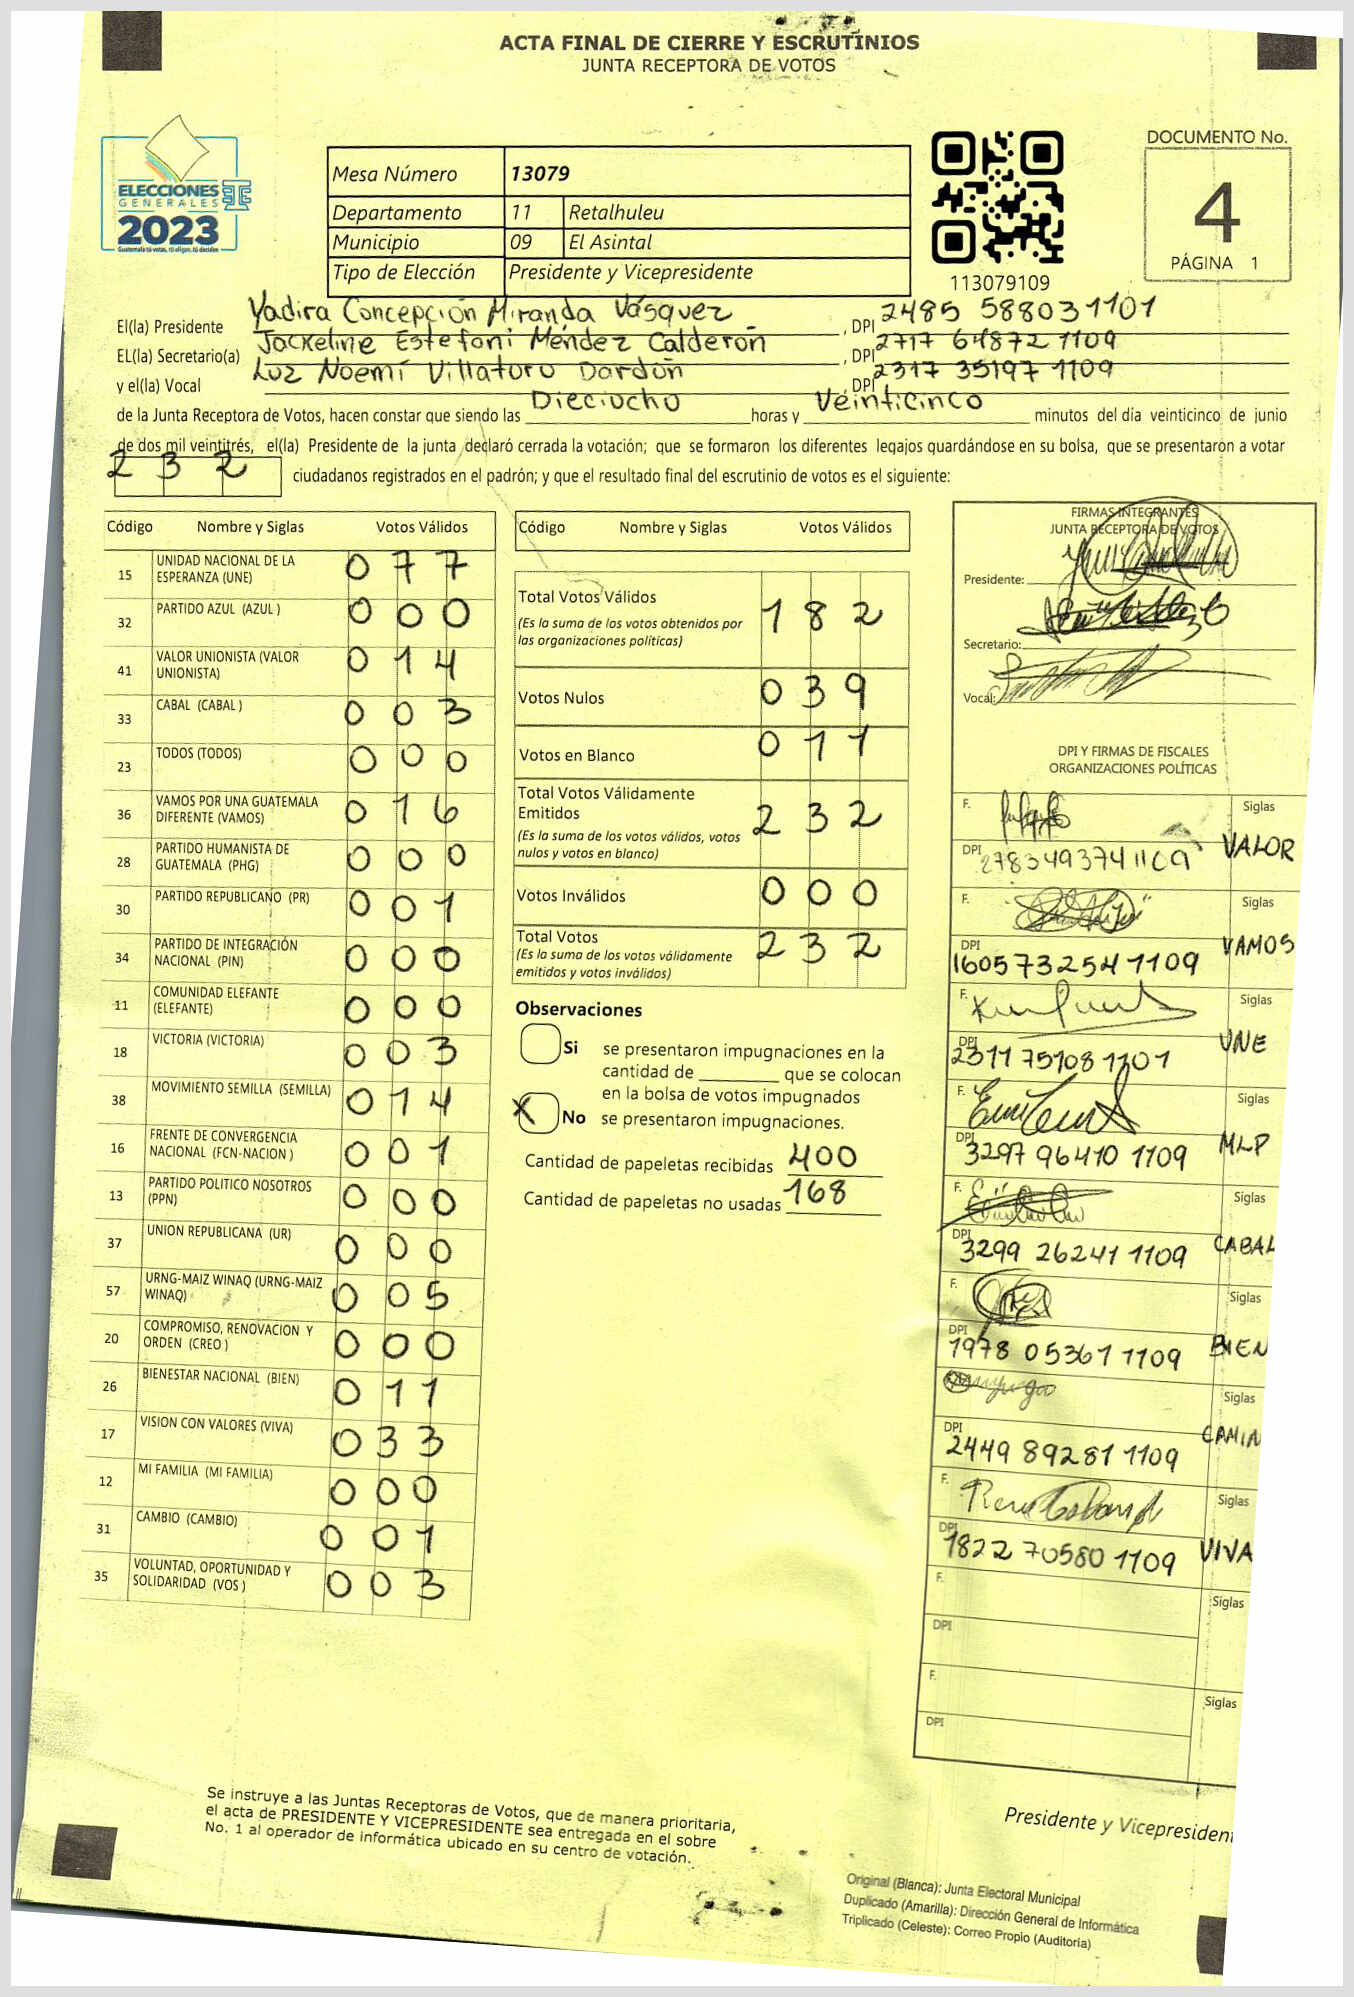 ACTA FINAL DE CIERRE Y ESCRUTINIOS
JUNTA RECEPTORA DE VOTOS
ELECCIONES
GENERALES
2023
Guatemala tú votas, tú eliges, tú decides
Mesa Número 13079
Departamento 11 Retalhuleu
Municipio 09 El Asintal
Tipo de Elección Presidente y Vicepresidente
113079109
DOCUMENTO No.
4
PÁGINA 1
El(la) Presidente Yadira Concepción Miranda Vásquez, DPI 2485 58803 1101
EL(la) Secretario(a) Jackeline Estefani Méndez Calderón, DPI 2717 64872 1109
y el(la) Vocal Luz Noemí Villatoro Dardón DPI 2317 35197 1109
de la Junta Receptora de Votos, hacen constar que siendo las Dieciocho horas y Veinticinco minutos del día veinticinco de junio
de dos mil veintitrés, el(la) Presidente de la junta declaró cerrada la votación; que se formaron los diferentes legajos guardándose en su bolsa, que se presentaron a votar
232 ciudadanos registrados en el padrón; y que el resultado final del escrutinio de votos es el siguiente:
Código Nombre y Siglas Votos Válidos
15 UNIDAD NACIONAL DE LA ESPERANZA (UNE) 077
32 PARTIDO AZUL (AZUL ) 000
41 VALOR UNIONISTA (VALOR UNIONISTA) 014
33 CABAL (CABAL ) 003
23 TODOS (TODOS) 000
36 VAMOS POR UNA GUATEMALA DIFERENTE (VAMOS) 016
28 PARTIDO HUMANISTA DE GUATEMALA (PHG) 000
30 PARTIDO REPUBLICANO (PR) 001
34 PARTIDO DE INTEGRACIÓN NACIONAL (PIN) 000
11 COMUNIDAD ELEFANTE (ELEFANTE) 000
18 VICTORIA (VICTORIA) 003
38 MOVIMIENTO SEMILLA (SEMILLA) 014
16 FRENTE DE CONVERGENCIA NACIONAL (FCN-NACION ) 001
13 PARTIDO POLITICO NOSOTROS (PPN) 000
37 UNION REPUBLICANA (UR) 000
57 URNG-MAIZ WINAQ (URNG-MAIZ WINAQ) 005
20 COMPROMISO, RENOVACION Y ORDEN (CREO ) 000
26 BIENESTAR NACIONAL (BIEN) 011
17 VISION CON VALORES (VIVA) 033
12 MI FAMILIA (MI FAMILIA) 000
31 CAMBIO (CAMBIO) 001
35 VOLUNTAD, OPORTUNIDAD Y SOLIDARIDAD (VOS ) 003
Código Nombre y Siglas Votos Válidos
Total Votos Válidos 182
(Es la suma de los votos obtenidos por
las organizaciones políticas)
Votos Nulos 039
Votos en Blanco 011
Total Votos Válidamente
Emitidos 232
(Es la suma de los votos válidos, votos
nulos y votos en blanco)
Votos Inválidos 000
Total Votos 232
(Es la suma de los votos válidamente
emitidos y votos inválidos)
Observaciones
Si se presentaron impugnaciones en la
cantidad de ________ que se colocan
en la bolsa de votos impugnados
X No se presentaron impugnaciones.
Cantidad de papeletas recibidas 400
Cantidad de papeletas no usadas 168
FIRMAS INTEGRANTES
JUNTA RECEPTORA DE VOTOS
Presidente:
Secretario:
Vocal:
DPI Y FIRMAS DE FISCALES
ORGANIZACIONES POLÍTICAS
F. Siglas
DPI 2783493741109 VALOR
F. Siglas
DPI 1605 73254 1109 VAMOS
F. Siglas
DPI 2311 75108 1101 UNE
F. Siglas
DPI 3297 96410 1109 MLP
F. Siglas
DPI 3299 26241 1109 CABAL
F. Siglas
DPI 1978 05361 1109 BIEN
Siglas
DPI 2449 89281 1109 CAMIN
F. Siglas
DPI 1822 70580 1109 VIVA
F. Siglas
DPI
F. Siglas
DPI
Se instruye a las Juntas Receptoras de Votos, que de manera prioritaria,
el acta de PRESIDENTE Y VICEPRESIDENTE sea entregada en el sobre
No. 1 al operador de informática ubicado en su centro de votación.
Presidente y Vicepresident
Original (Blanca): Junta Electoral Municipal
Duplicado (Amarilla): Dirección General de Informática
Triplicado (Celeste): Correo Propio (Auditoria)